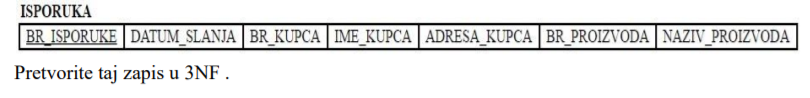 ISPORUKA
BR_ISPORUKE DATUM_SLANJA BR_KUPCA IME_KUPCA ADRESA_KUPCA BR_PROIZVODA NAZIV_PROIZVODA
Pretvorite taj zapis u 3NF .